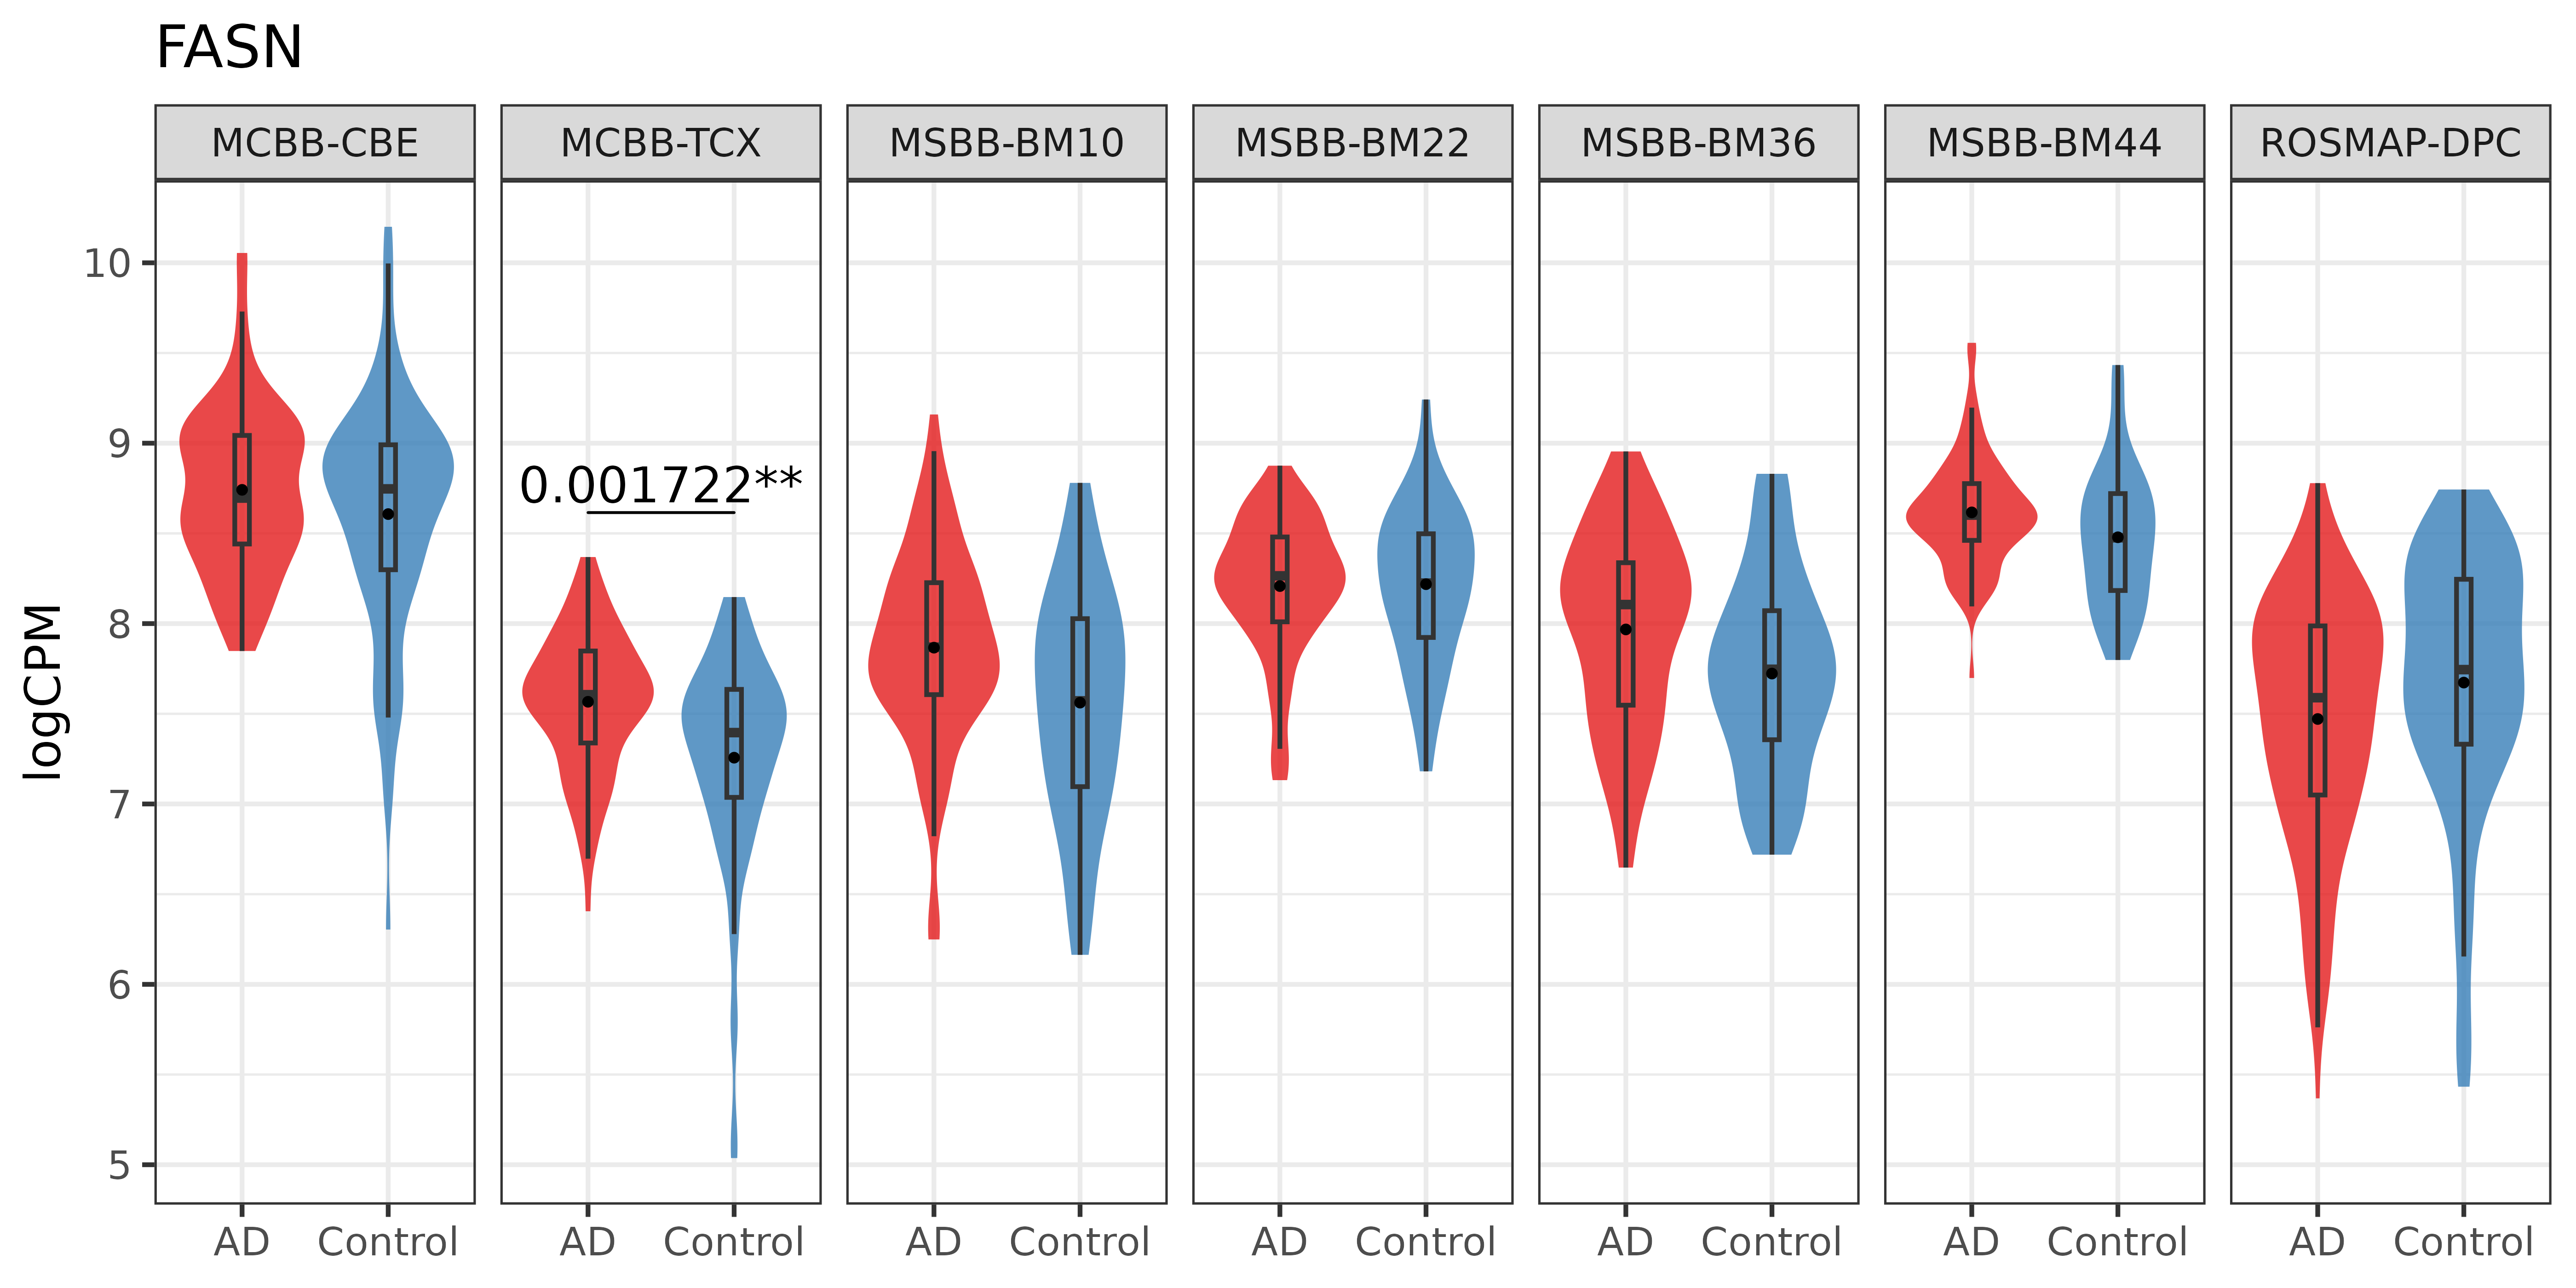 FASN
MCBB-CBE MCBB-TCX MSBB-BM10 MSBB-BM22 MSBB-BM36 MSBB-BM44 ROSMAP-DPC
10
9
0.001722**
8
7
6
5
logCPM
AD Control AD Control AD Control AD Control AD Control AD Control AD Control